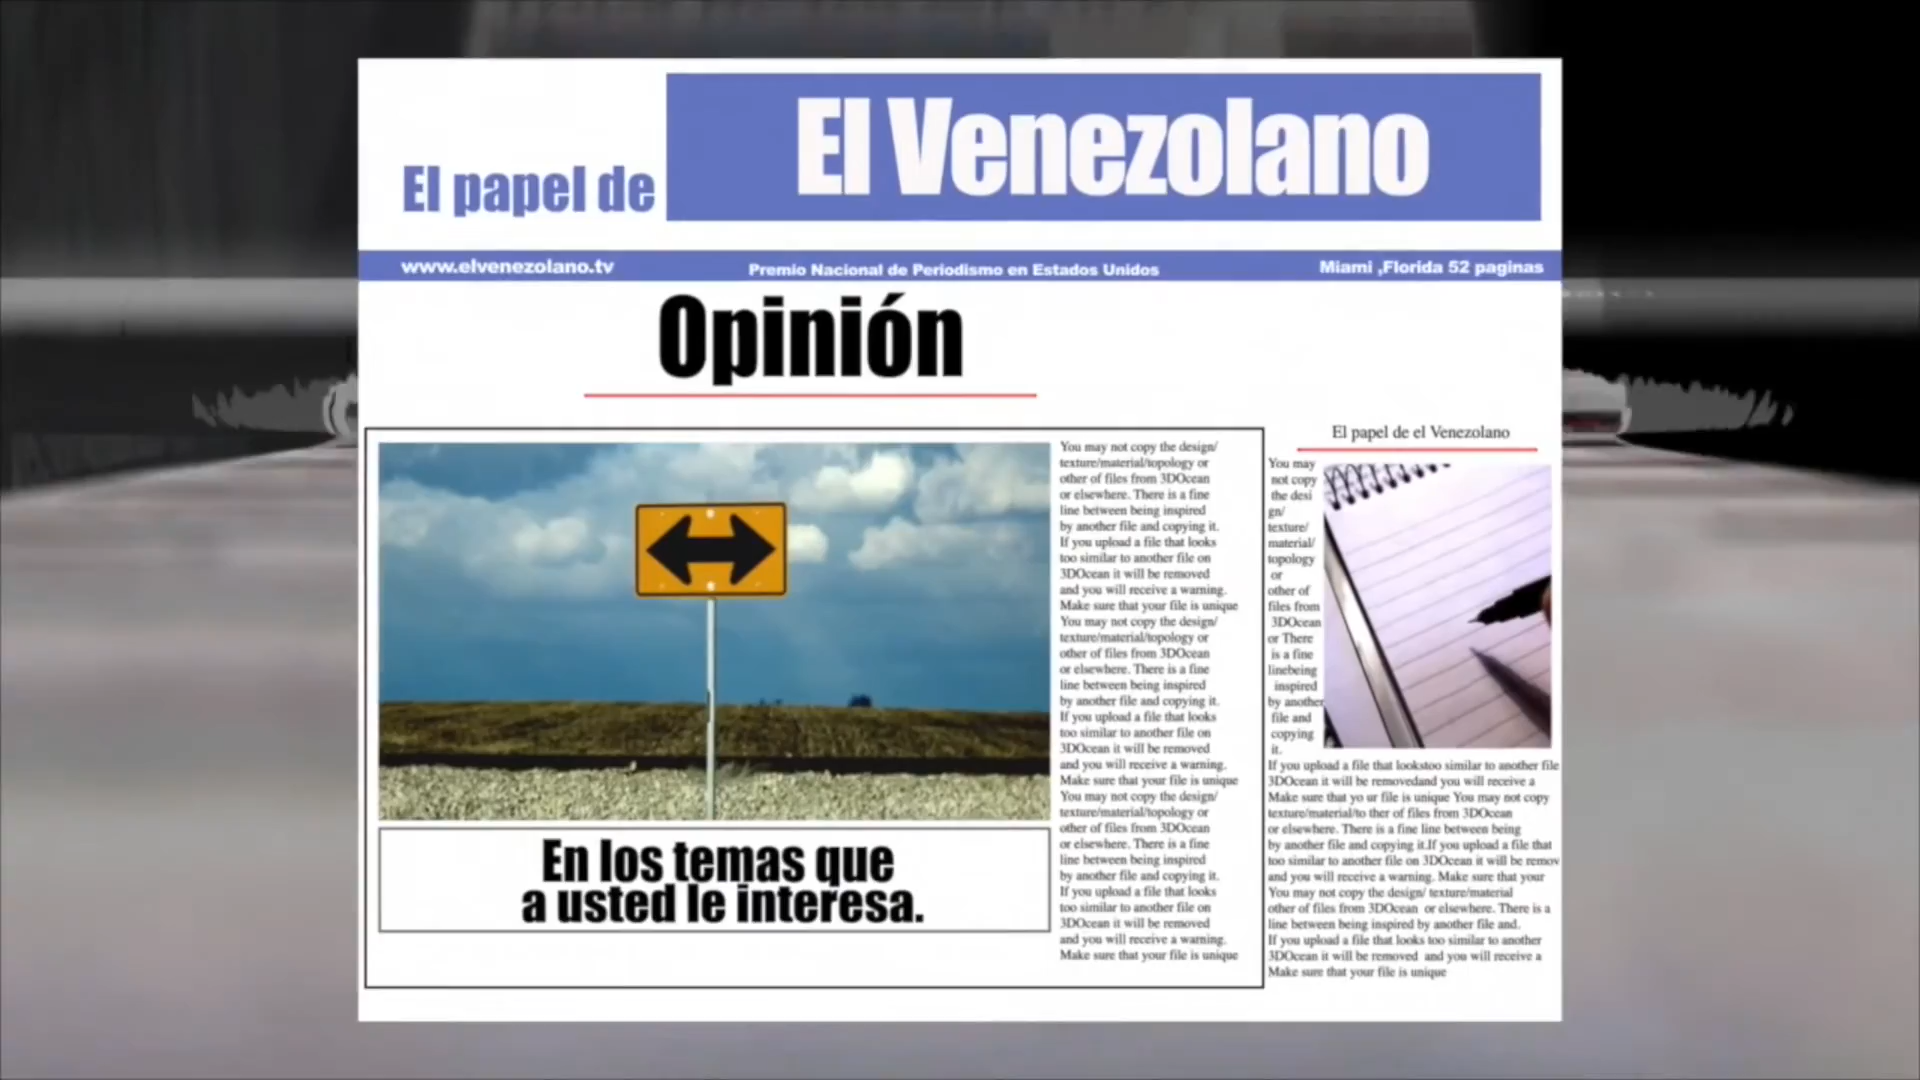 El papel de
El Venezolano
www.elvenezolano.tv
Premio Nacional de Periodismo en Estados Unidos
Miami ,Florida 52 paginas
Opinión
En los temas que
a usted le interesa.
You may not copy the design/
texture/material/topology or
other of files from 3DOcean
or elsewhere. There is a fine
line between being inspired
by another file and copying it.
If you upload a file that looks
too similar to another file on
3DOcean it will be removed
and you will receive a warning.
Make sure that your file is unique
You may not copy the design/
texture/material/topology or
other of files from 3DOcean
or elsewhere. There is a fine
line between being inspired
by another file and copying it.
If you upload a file that looks
too similar to another file on
3DOcean it will be removed
and you will receive a warning.
Make sure that your file is unique
You may not copy the design/
texture/material/topology or
other of files from 3DOcean
or elsewhere. There is a fine
line between being inspired
by another file and copying it.
If you upload a file that looks
too similar to another file on
3DOcean it will be removed
and you will receive a warning.
Make sure that your file is unique
El papel de el Venezolano
You may
not copy
the desi
gn/
texture/
material/
topology
or
other of
files from
3DOcean
or There
is a fine
linebeing
inspired
by another
file and
copying
it.
If you upload a file that lookstoo similar to another file
3DOcean it will be removedand you will receive a
Make sure that yo ur file is unique You may not copy
texture/material/to ther of files from 3DOcean
or elsewhere. There is a fine line between being
by another file and copying it.If you upload a file that
too similar to another file on 3DOcean it will be remov
and you will receive a warning. Make sure that your
You may not copy the design/ texture/material
other of files from 3DOcean or elsewhere. There is a
line between being inspired by another file and.
If you upload a file that looks too similar to another
3DOcean it will be removed and you will receive a
Make sure that your file is unique